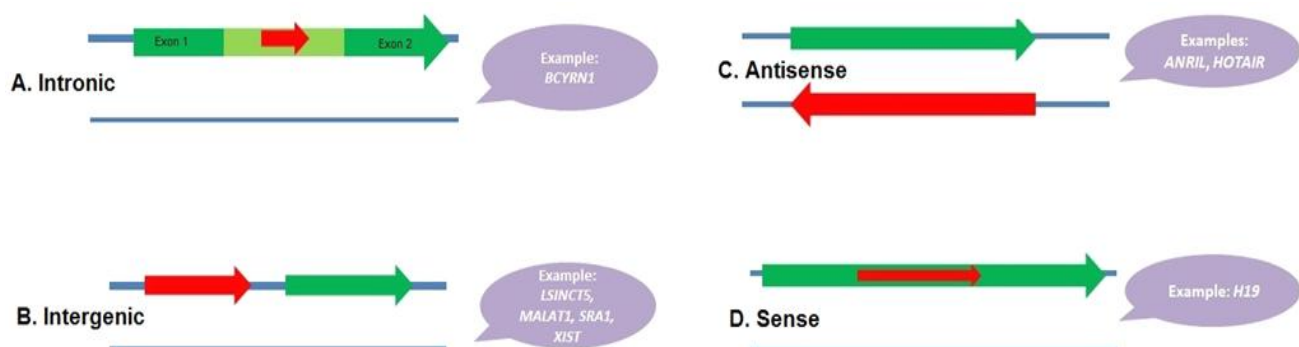 Exon 1
Exon 2
A. Intronic
Example:
BCYRN1
C. Antisense
Examples:
ANRIL, HOTAIR
B. Intergenic
Example:
LSINCT5,
MALAT1, SRA1,
XIST
D. Sense
Example: H19